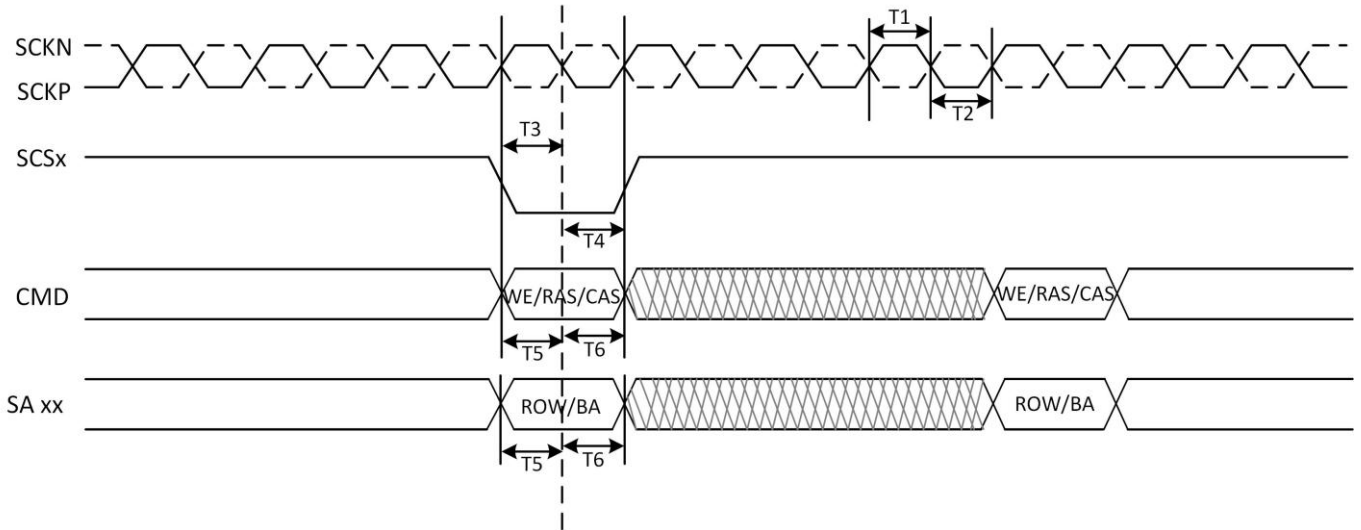 SCKN
SCKP
T1
T2
SCSx
T3
T4
CMD
WE/RAS/CAS
WE/RAS/CAS
T5
T6
SA xx
ROW/BA
ROW/BA
T5
T6